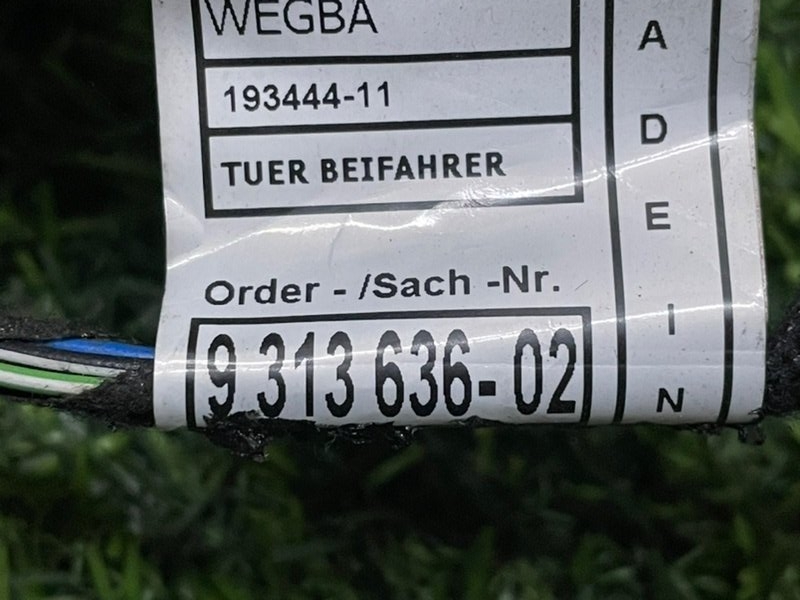 WEGBA
193444-11
TUER BEIFAHRER
Order - /Sach -Nr.
9 313 636- 02
A
D
E
I
N